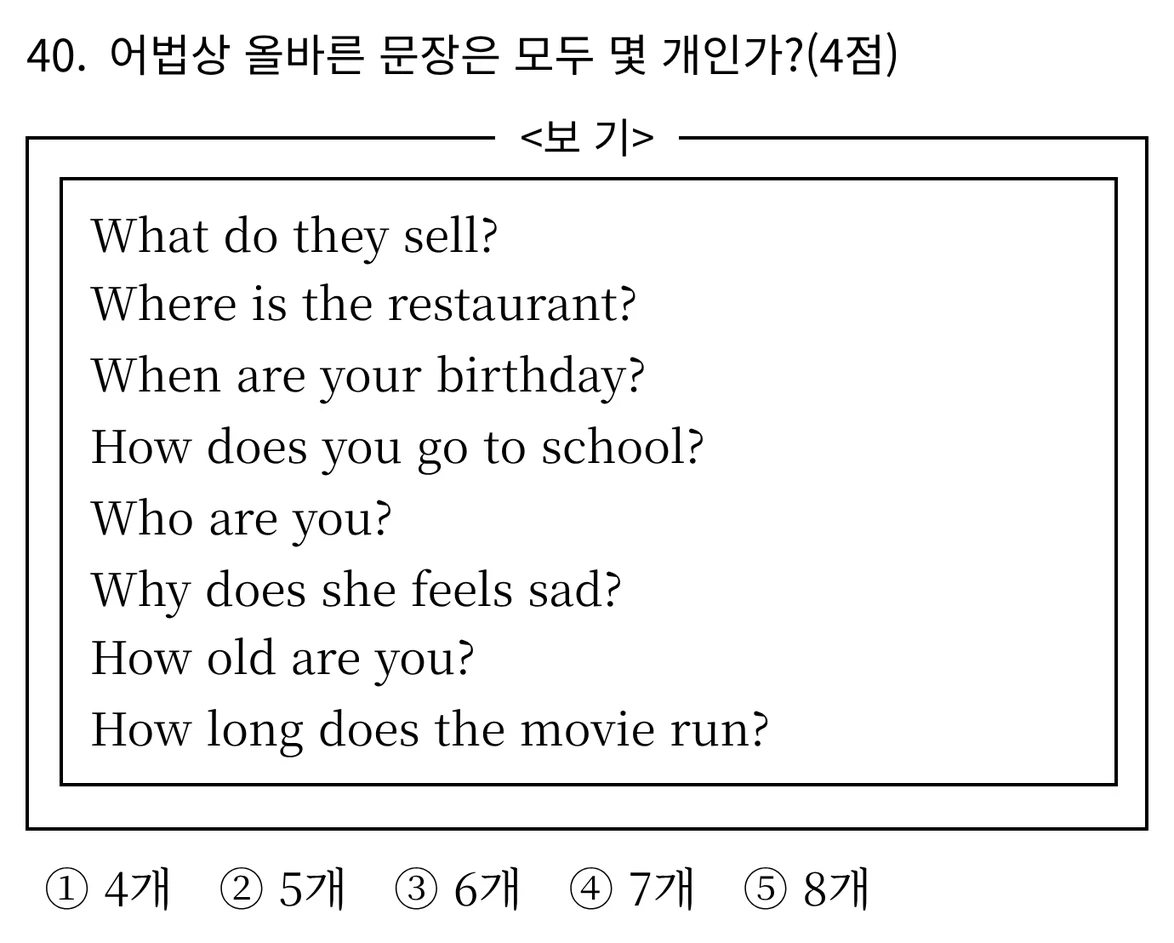 40. 어법상 올바른 문장은 모두 몇 개인가?(4점)
<보 기>
What do they sell?
Where is the restaurant?
When are your birthday?
How does you go to school?
Who are you?
Why does she feels sad?
How old are you?
How long does the movie run?
① 4개 ② 5개 ③ 6개 ④ 7개 ⑤ 8개